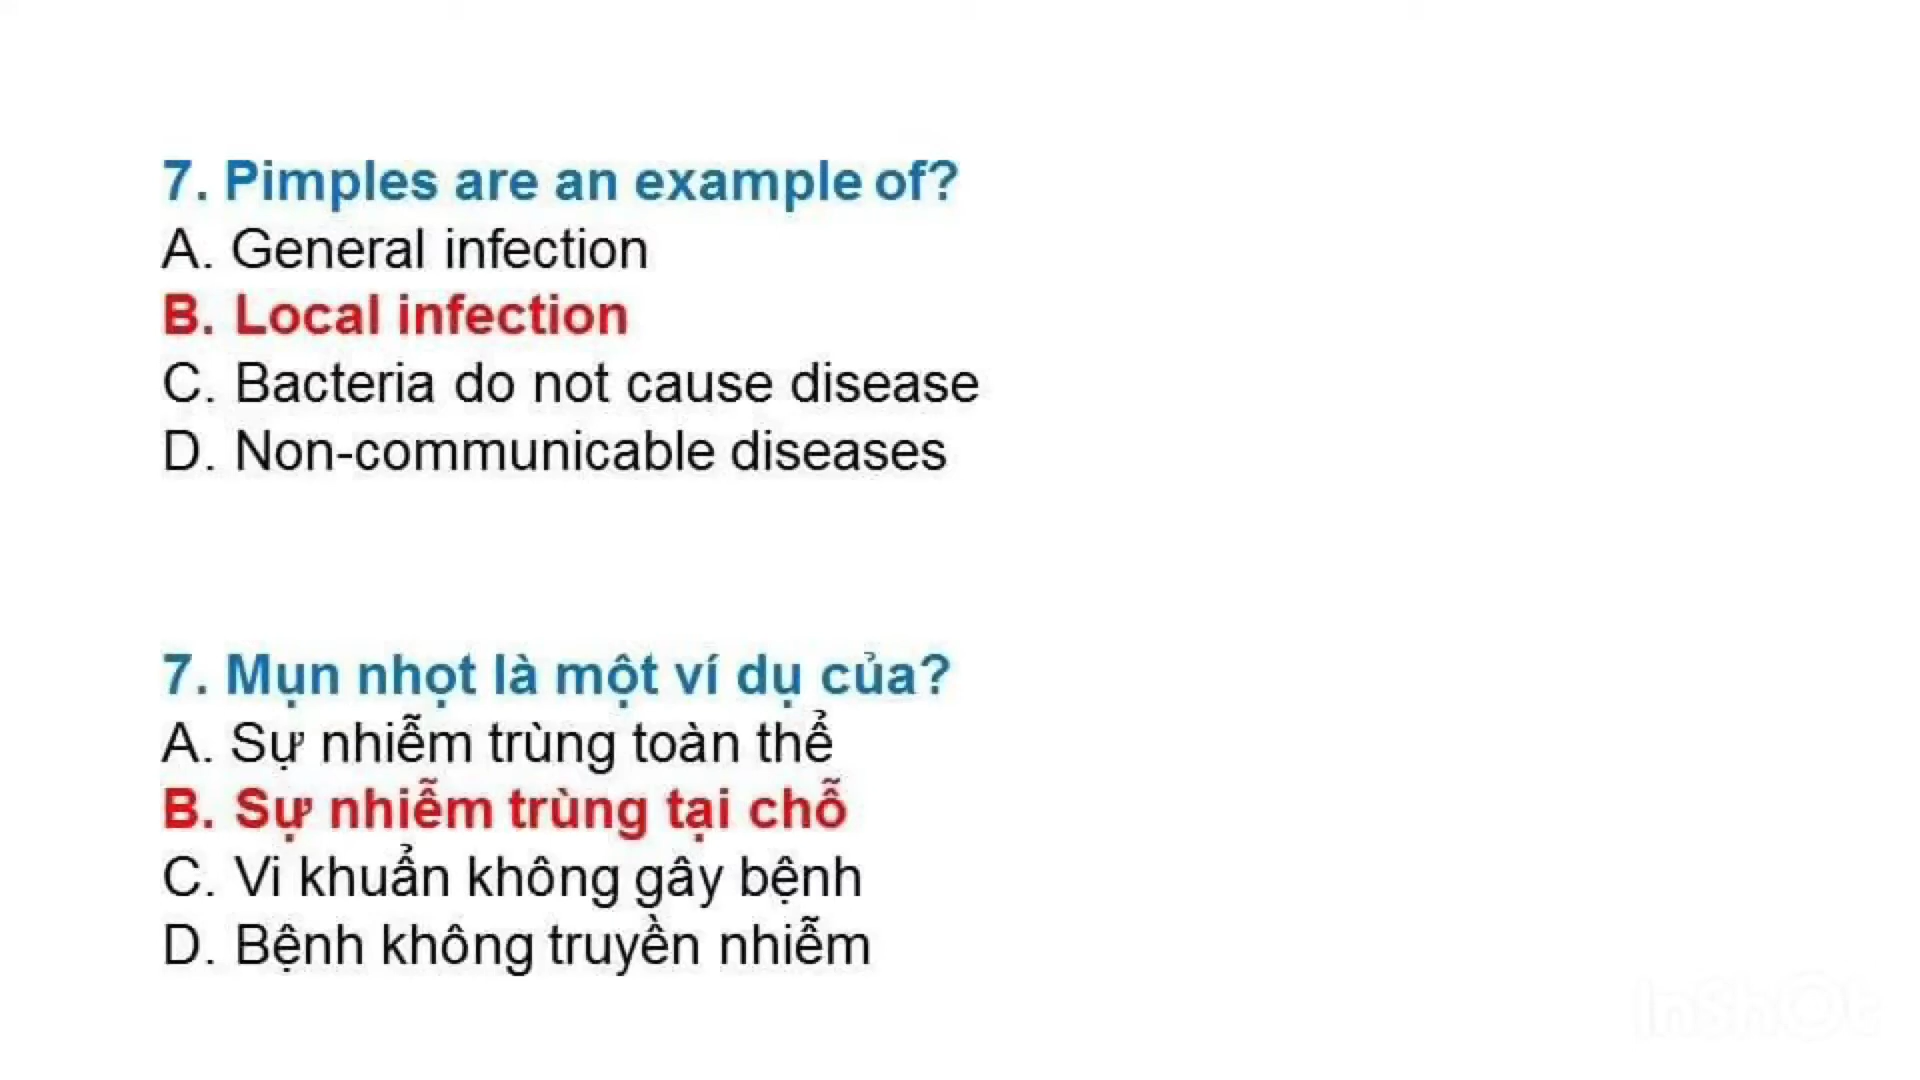 7. Pimples are an example of?
A. General infection
B. Local infection
C. Bacteria do not cause disease
D. Non-communicable diseases
7. Mụn nhọt là một ví dụ của?
A. Sự nhiễm trùng toàn thể
B. Sự nhiễm trùng tại chỗ
C. Vi khuẩn không gây bệnh
D. Bệnh không truyền nhiễm
InShOt